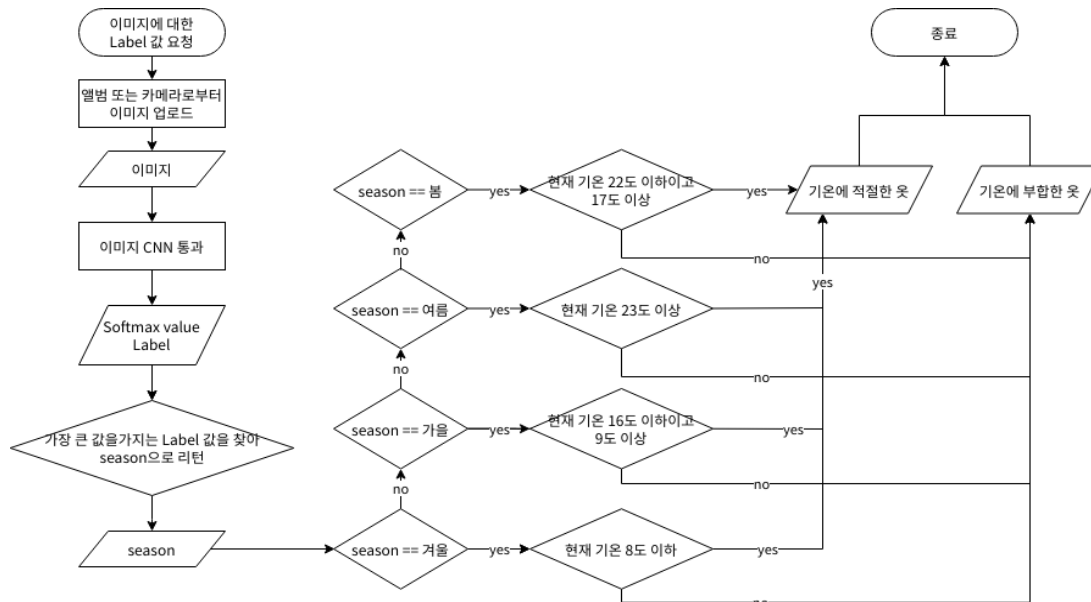 이미지에 대한
Label 값 요청
앨범 또는 카메라로부터
이미지 업로드
이미지
이미지 CNN 통과
Softmax value
Label
가장 큰 값을가지는 Label 값을 찾아
season으로 리턴
season
season == 겨울
yes
현재 기온 8도 이하
yes
no
no
season == 가을
yes
현재 기온 16도 이하이고
9도 이상
yes
no
no
season == 여름
yes
현재 기온 23도 이상
yes
no
no
season == 봄
yes
현재 기온 22도 이하이고
17도 이상
yes
no
기온에 적절한 옷
기온에 부합한 옷
종료